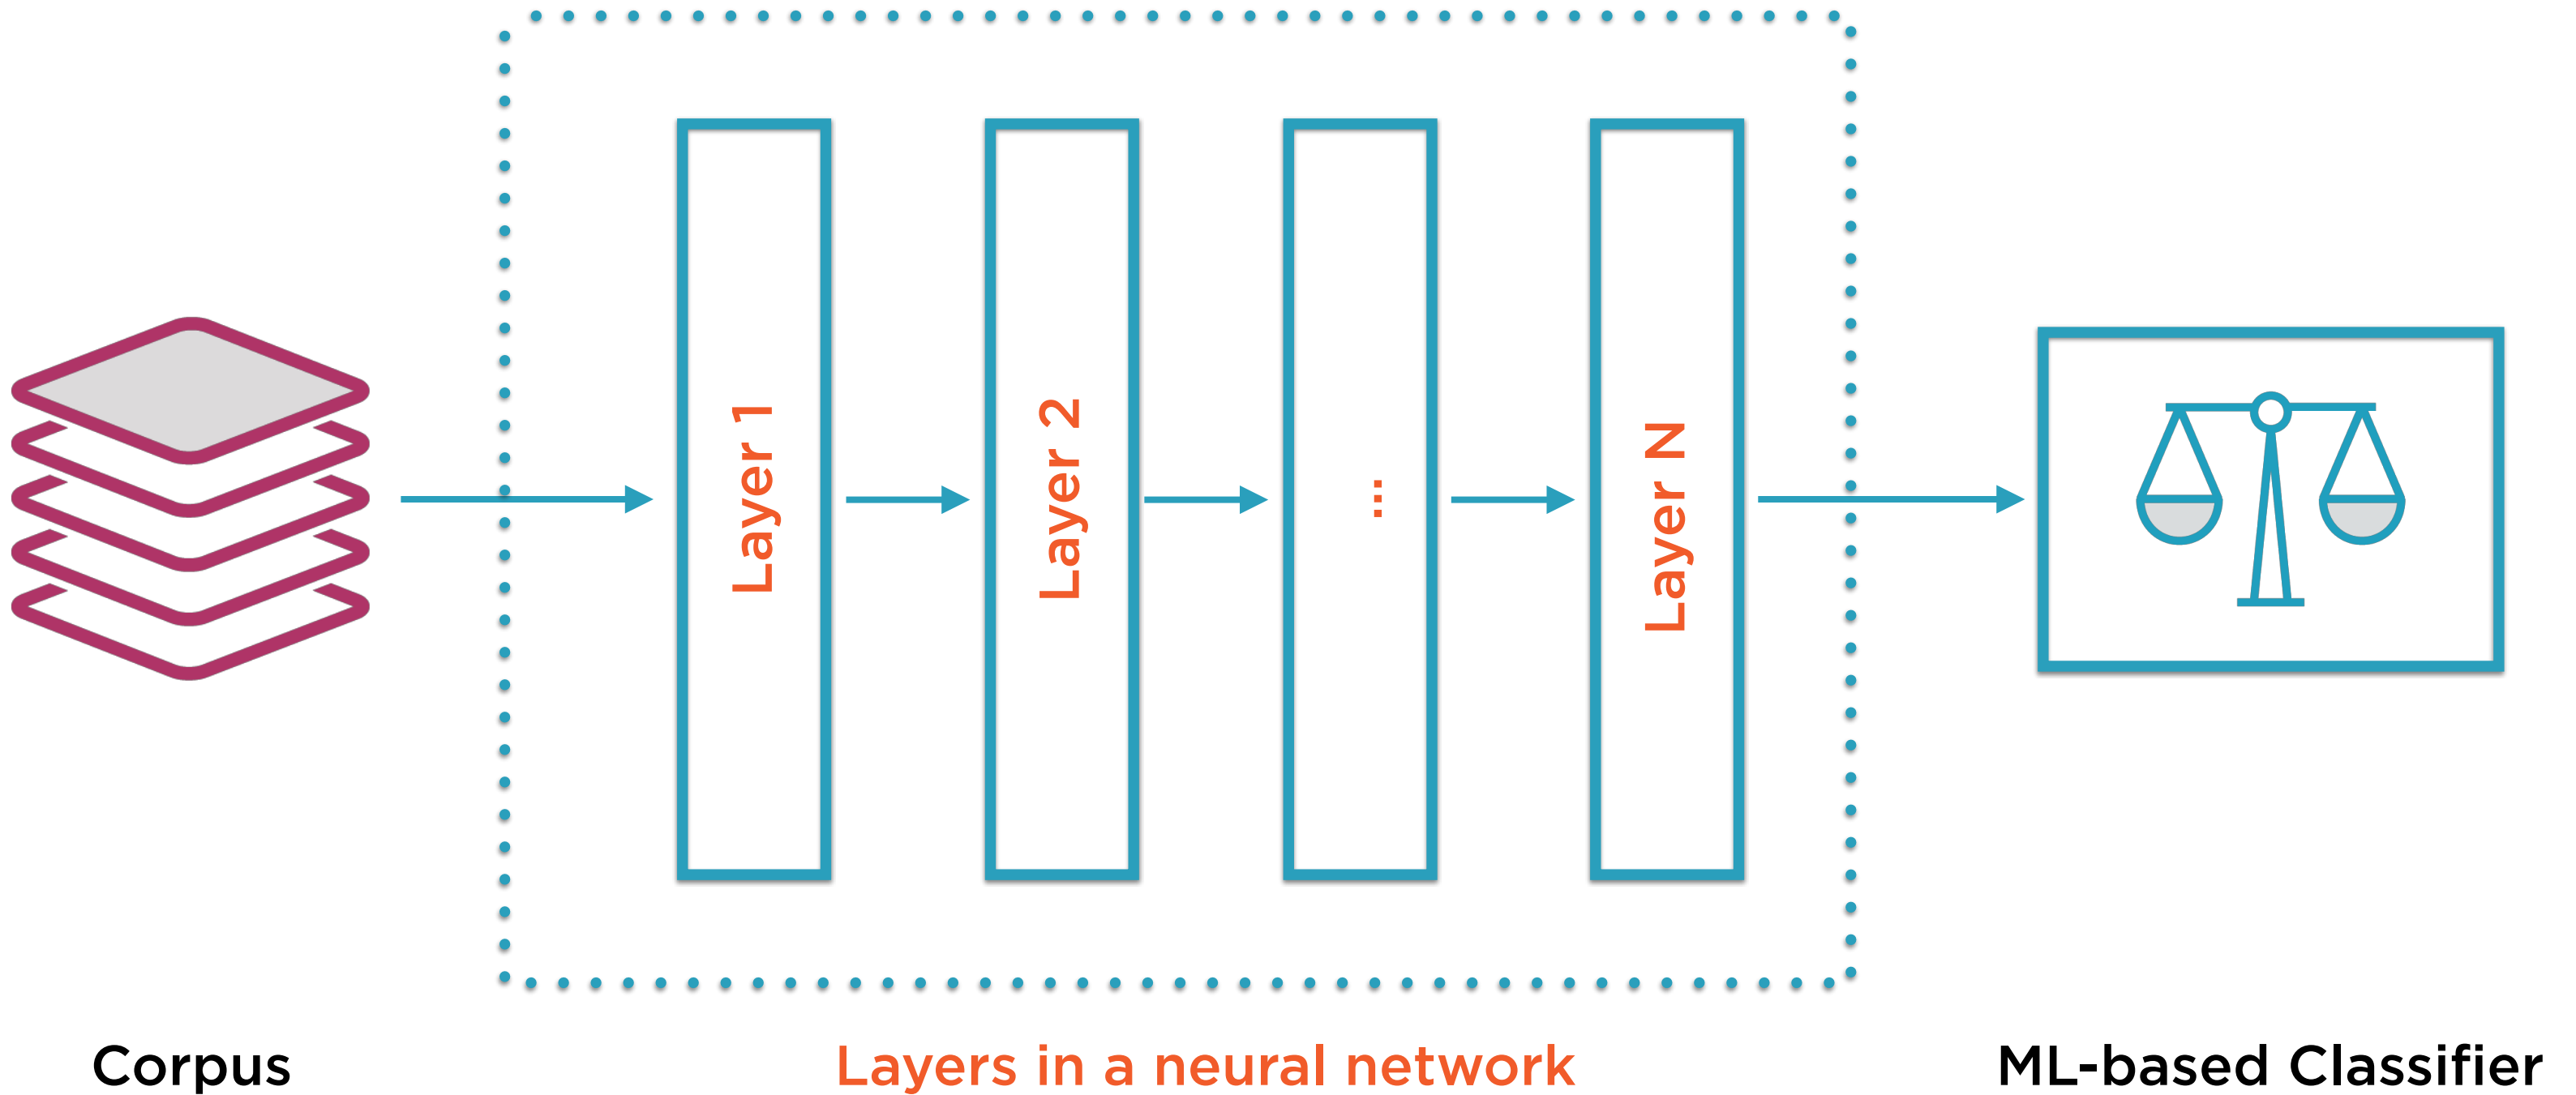 Layer 1
Layer 2
...
Layer N
Corpus
Layers in a neural network
ML-based Classifier